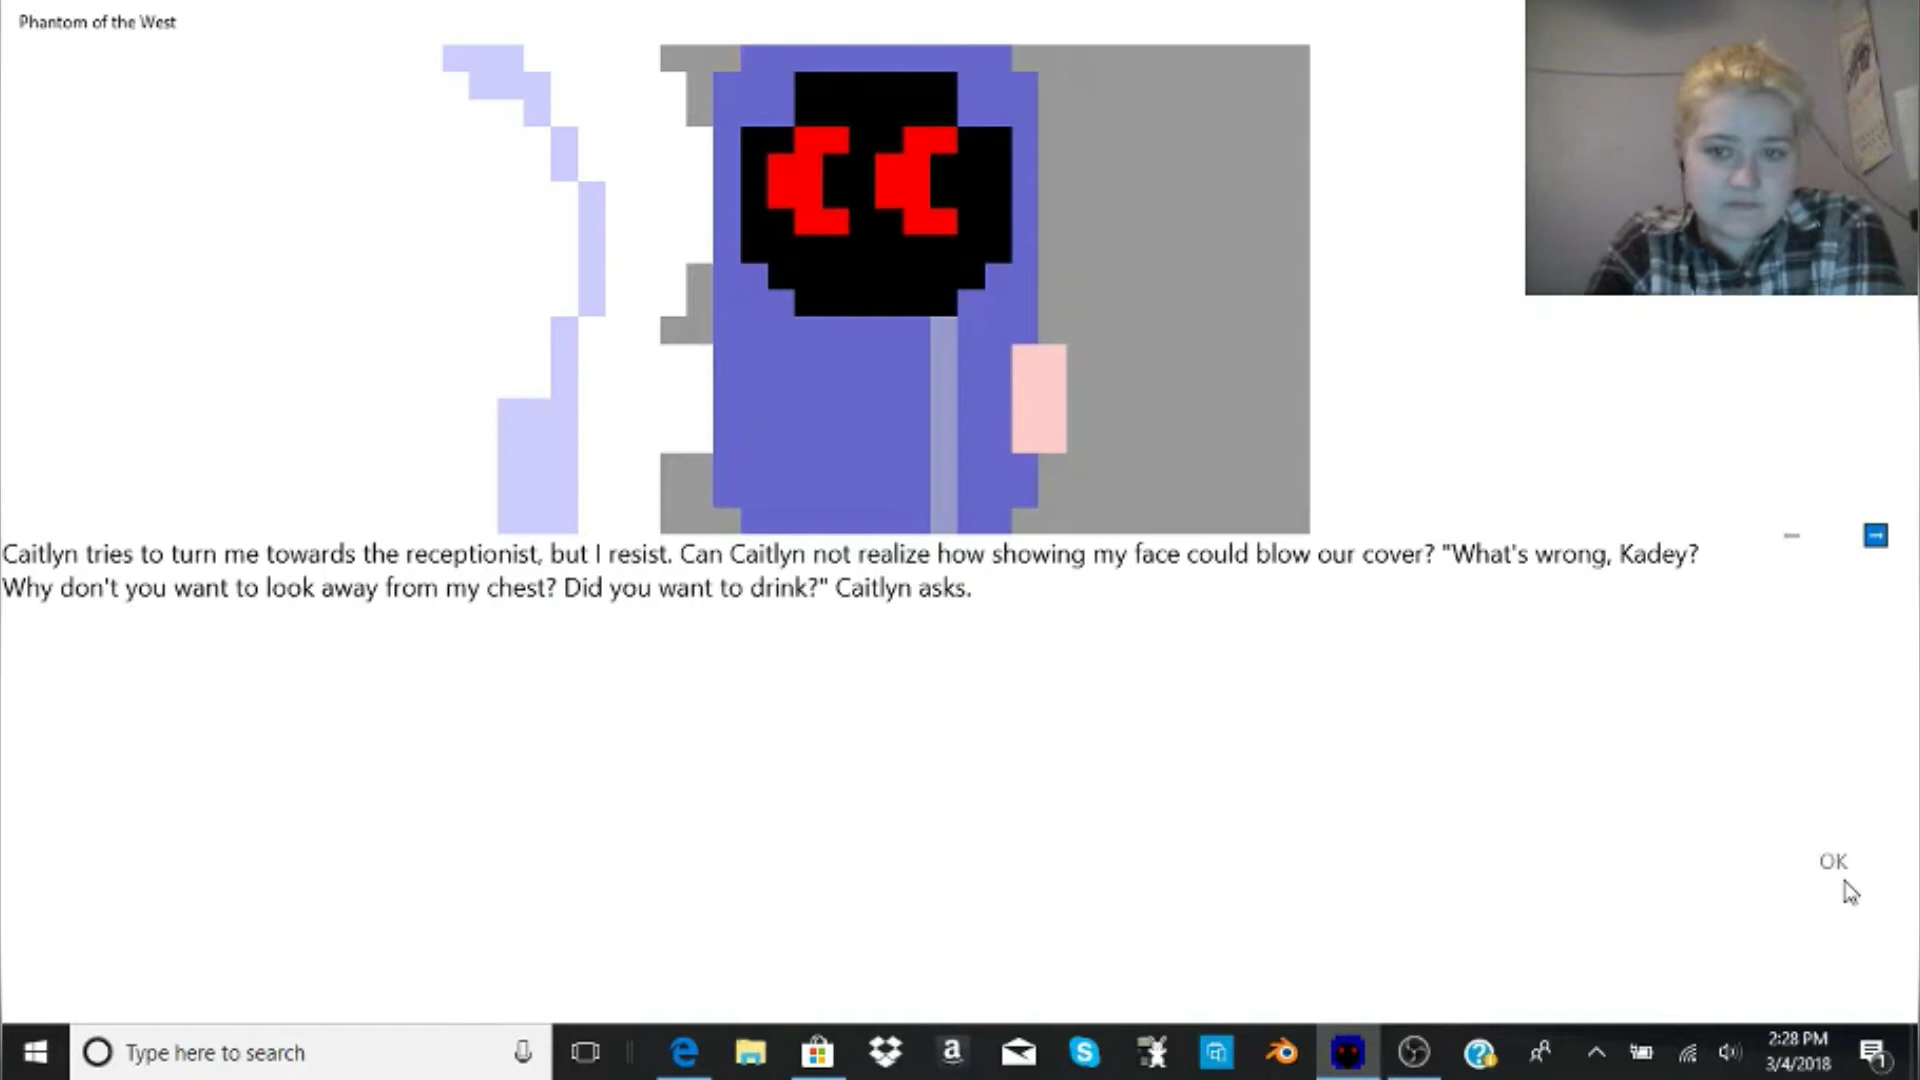 Phantom of the West
Caitlyn tries to turn me towards the receptionist, but I resist. Can Caitlyn not realize how showing my face could blow our cover? "What's wrong, Kadey?
Why don't you want to look away from my chest? Did you want to drink?" Caitlyn asks.
OK
Type here to search
2:28 PM
3/4/2018